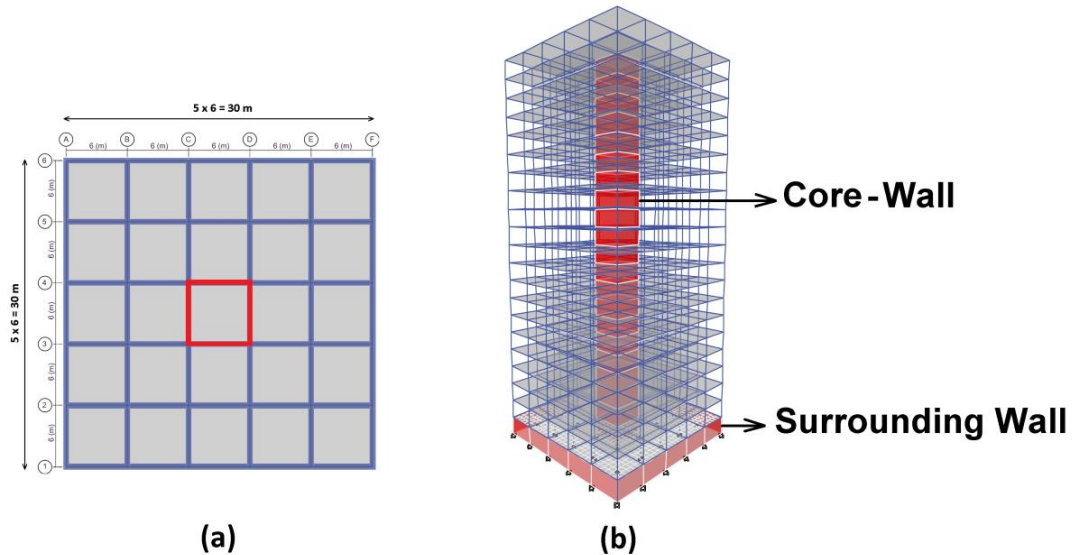 5 x 6 = 30 m
A B C D E F
6 (m) 6 (m) 6 (m) 6 (m) 6 (m)
6
6 (m)
5
6 (m)
4
5 x 6 = 30 m
6 (m)
3
6 (m)
2
6 (m)
1
(a)
Core-Wall
Surrounding Wall
(b)